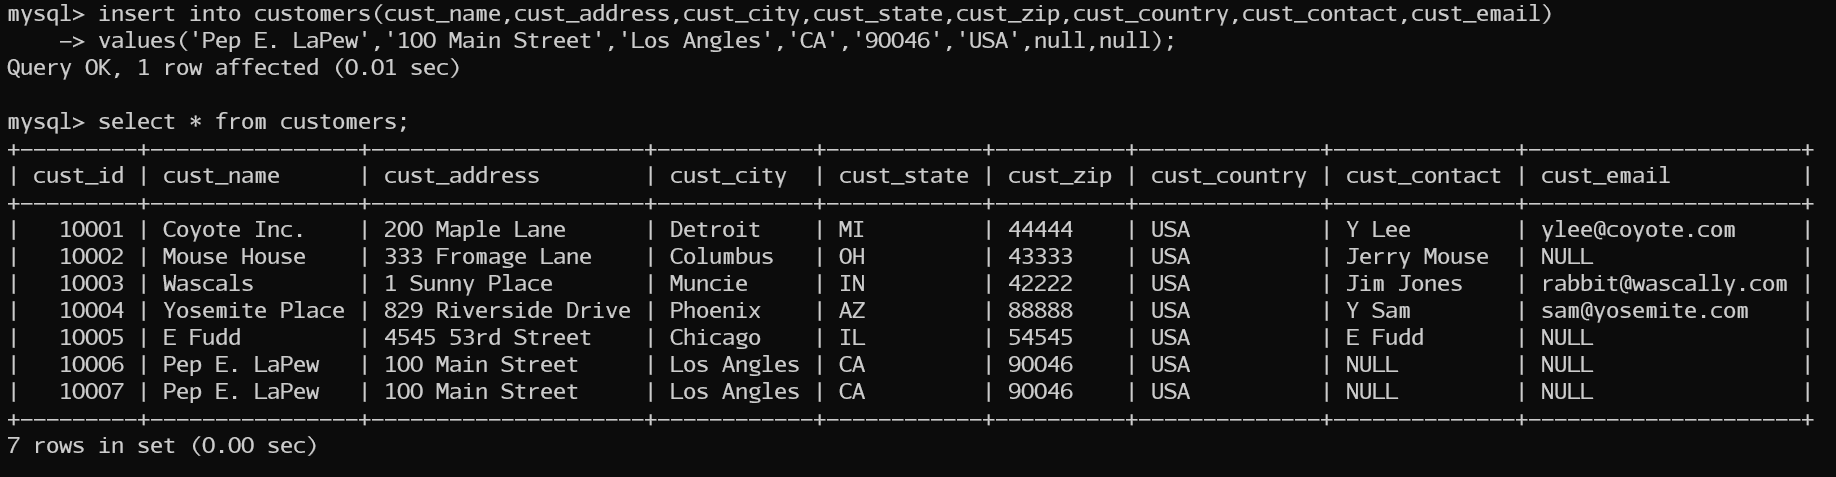 mysql> insert into customers(cust_name,cust_address,cust_city,cust_state,cust_zip,cust_country,cust_contact,cust_email)
    -> values('Pep E. LaPew','100 Main Street','Los Angles','CA','90046','USA',null,null);
Query OK, 1 row affected (0.01 sec)

mysql> select * from customers;
+---------+----------------+---------------------+-------------+------------+----------+--------------+--------------+---------------------+
| cust_id | cust_name      | cust_address        | cust_city  | cust_state | cust_zip | cust_country | cust_contact | cust_email          |
+---------+----------------+---------------------+-------------+------------+----------+--------------+--------------+---------------------+
|   10001 | Coyote Inc.    | 200 Maple Lane      | Detroit    | MI         | 44444    | USA          | Y Lee        | ylee@coyote.com     |
|   10002 | Mouse House    | 333 Fromage Lane    | Columbus   | OH         | 43333    | USA          | Jerry Mouse  | NULL                |
|   10003 | Wascals        | 1 Sunny Place       | Muncie     | IN         | 42222    | USA          | Jim Jones    | rabbit@wascally.com |
|   10004 | Yosemite Place | 829 Riverside Drive | Phoenix    | AZ         | 88888    | USA          | Y Sam        | sam@yosemite.com    |
|   10005 | E Fudd         | 4545 53rd Street    | Chicago    | IL         | 54545    | USA          | E Fudd       | NULL                |
|   10006 | Pep E. LaPew   | 100 Main Street     | Los Angles | CA         | 90046    | USA          | NULL         | NULL                |
|   10007 | Pep E. LaPew   | 100 Main Street     | Los Angles | CA         | 90046    | USA          | NULL         | NULL                |
+---------+----------------+---------------------+-------------+------------+----------+--------------+--------------+---------------------+
7 rows in set (0.00 sec)